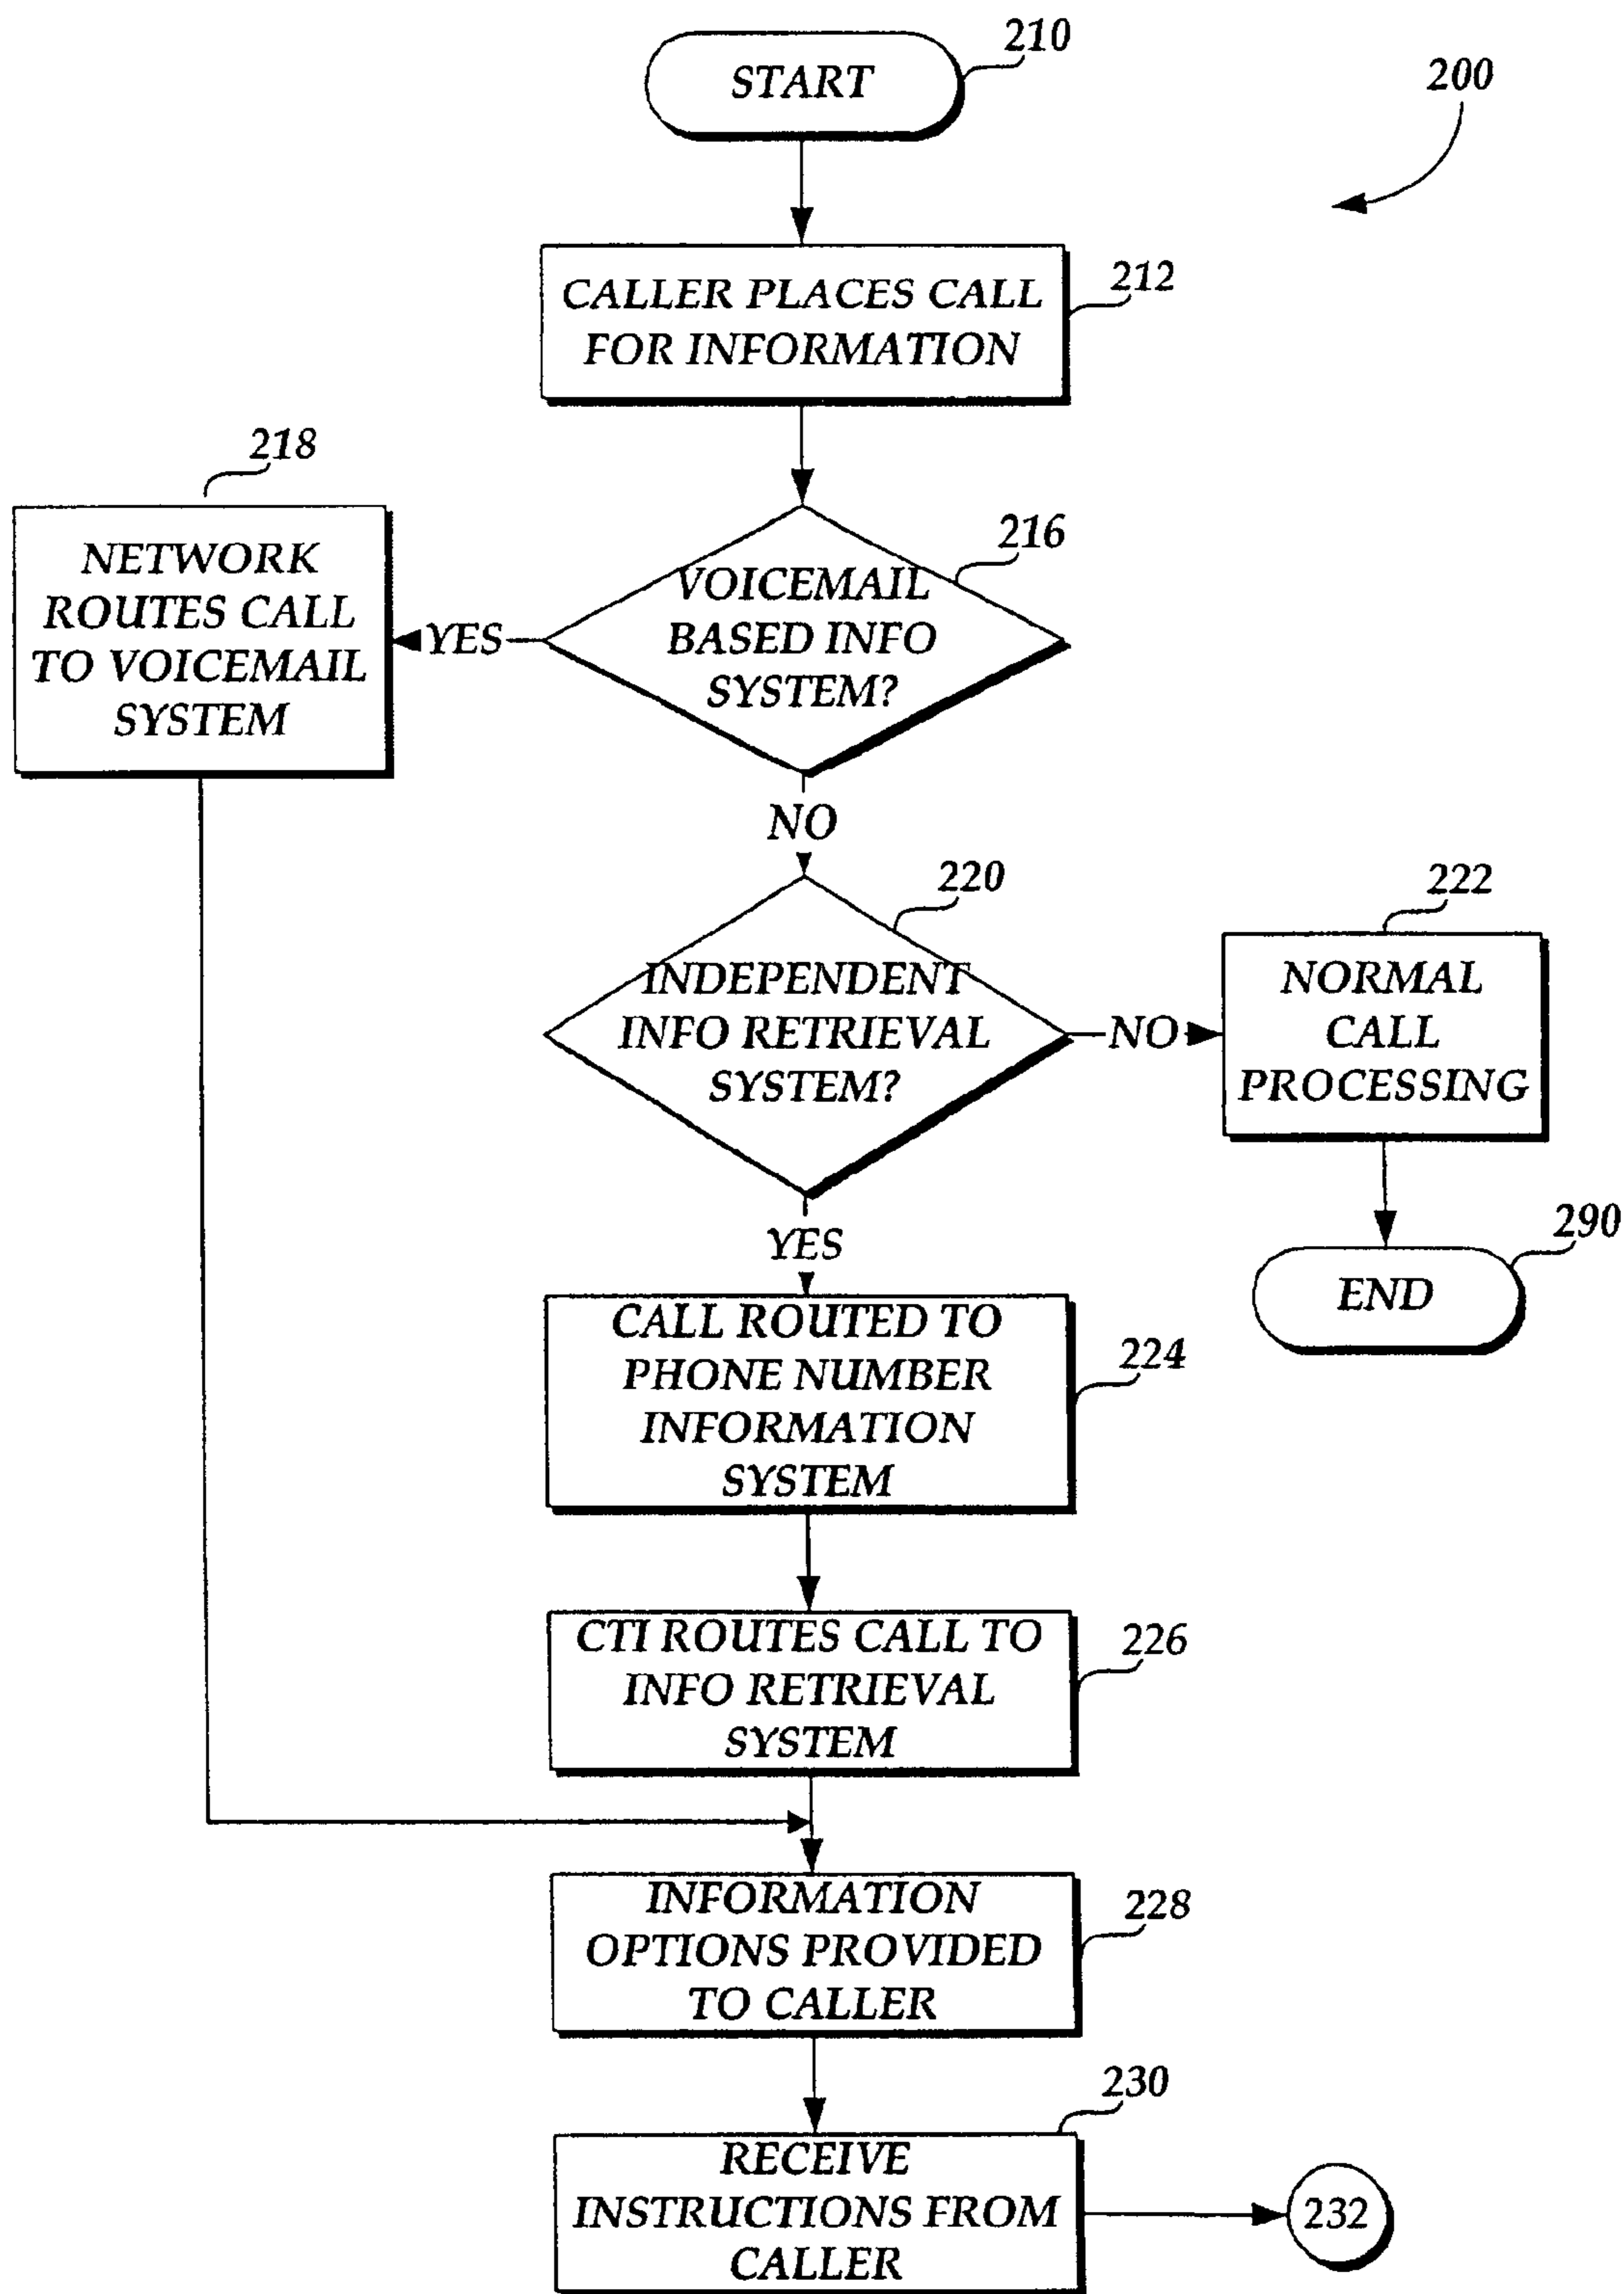 START
210
200
CALLER PLACES CALL
FOR INFORMATION
212
218
NETWORK
ROUTES CALL
TO VOICEMAIL
SYSTEM
YES
VOICEMAIL
BASED INFO
SYSTEM?
216
NO
220
INDEPENDENT
INFO RETRIEVAL
SYSTEM?
NO
222
NORMAL
CALL
PROCESSING
290
END
YES
CALL ROUTED TO
PHONE NUMBER
INFORMATION
SYSTEM
224
CTI ROUTES CALL TO
INFO RETRIEVAL
SYSTEM
226
INFORMATION
OPTIONS PROVIDED
TO CALLER
228
230
RECEIVE
INSTRUCTIONS FROM
CALLER
232